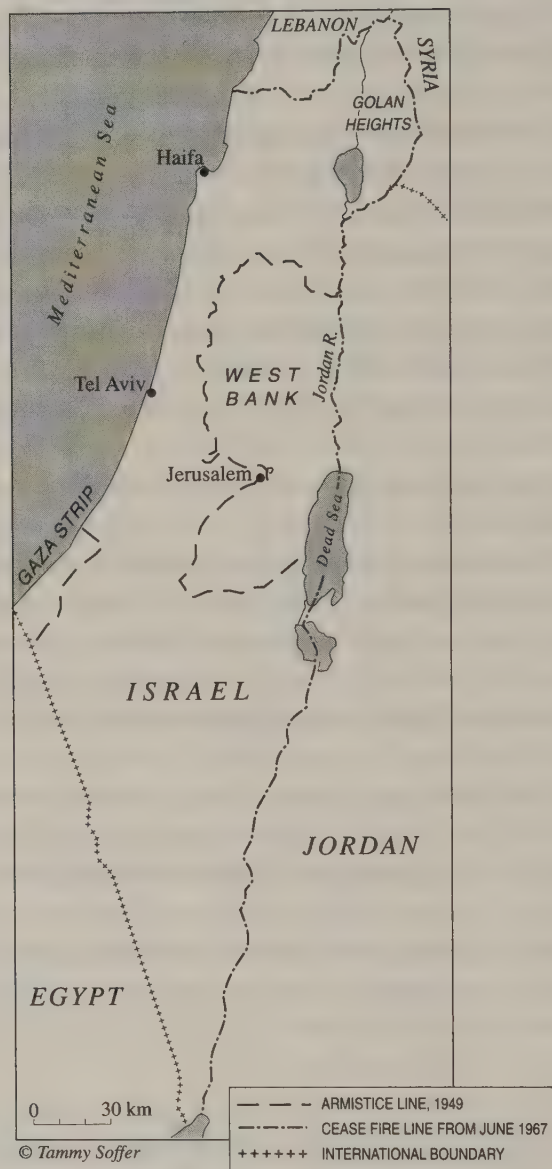 LEBANON
SYRIA
GOLAN
HEIGHTS
Mediterranean Sea
Haifa
Jordan R.
WEST
BANK
Tel Aviv
Jerusalem
Dead Sea
GAZA STRIP
ISRAEL
JORDAN
EGYPT
0 30 km
ARMISTICE LINE, 1949
CEASE FIRE LINE FROM JUNE 1967
INTERNATIONAL BOUNDARY
© Tammy Soffer